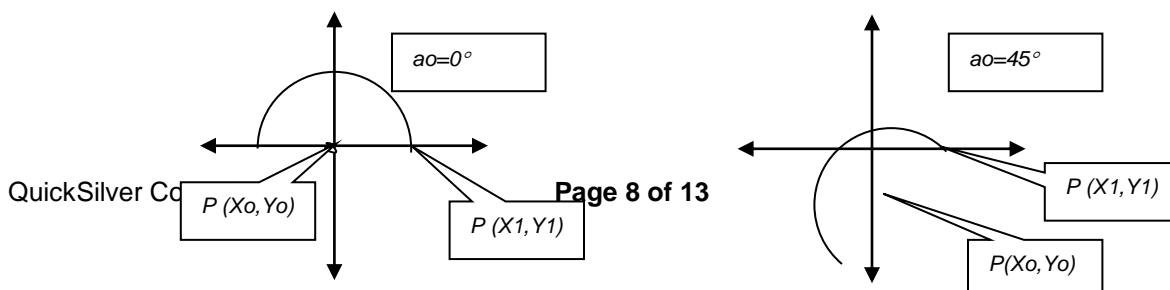 ao=0°
ao=45°
P (X1,Y1)
QuickSilver Co
P (Xo,Yo)
Page 8 of 13
P (X1,Y1)
P(Xo,Yo)